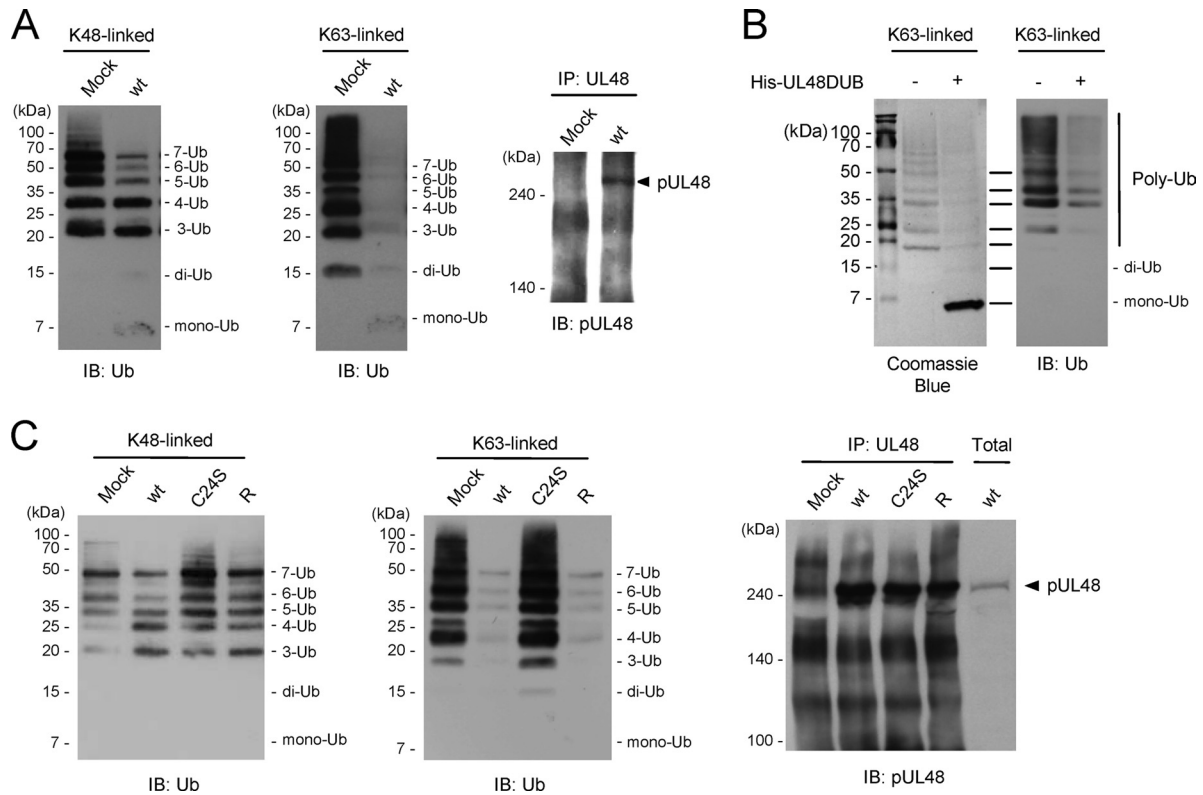 A
K48-linked
Mock wt
(kDa)
100 -
70 -
50 -
35 -
25 -
20 -
15 -
7 -
- 7-Ub
- 6-Ub
- 5-Ub
- 4-Ub
- 3-Ub
- di-Ub
- mono-Ub
IB: Ub
K63-linked
Mock wt
(kDa)
100 -
70 -
50 -
35 -
25 -
20 -
15 -
7 -
- 7-Ub
- 6-Ub
- 5-Ub
- 4-Ub
- 3-Ub
- di-Ub
- mono-Ub
IB: Ub
IP: UL48
Mock wt
(kDa)
240 -
140 -
pUL48
IB: pUL48
B
K63-linked
K63-linked
His-UL48DUB - + - +
(kDa)
100 -
70 -
50 -
35 -
25 -
20 -
15 -
7 -
Poly-Ub
- di-Ub
- mono-Ub
Coomassie
Blue
IB: Ub
C
K48-linked
Mock wt C24S R
(kDa)
100 -
70 -
50 -
35 -
25 -
20 -
15 -
7 -
- 7-Ub
- 6-Ub
- 5-Ub
- 4-Ub
- 3-Ub
- di-Ub
- mono-Ub
IB: Ub
K63-linked
Mock wt C24S R
(kDa)
100 -
70 -
50 -
35 -
25 -
20 -
15 -
7 -
- 7-Ub
- 6-Ub
- 5-Ub
- 4-Ub
- 3-Ub
- di-Ub
- mono-Ub
IB: Ub
IP: UL48
Total
Mock wt C24S R wt
(kDa)
240 -
140 -
100 -
pUL48
IB: pUL48